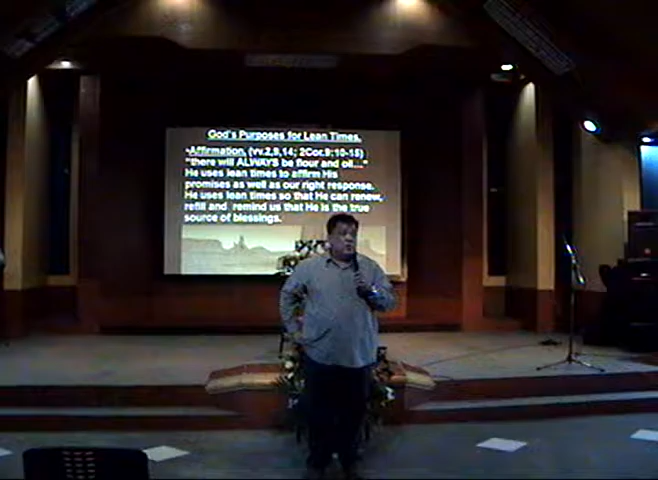 God's Purposes for Lean Times.
•Affirmation. (vv.2,9,14; 2Cor.9:10-15)
"there will ALWAYS be flour and oil..."
He uses lean times to affirm His
promises as well as our right response.
He uses lean times so that He can renew,
refill and remind us that He is the true
source of blessings.